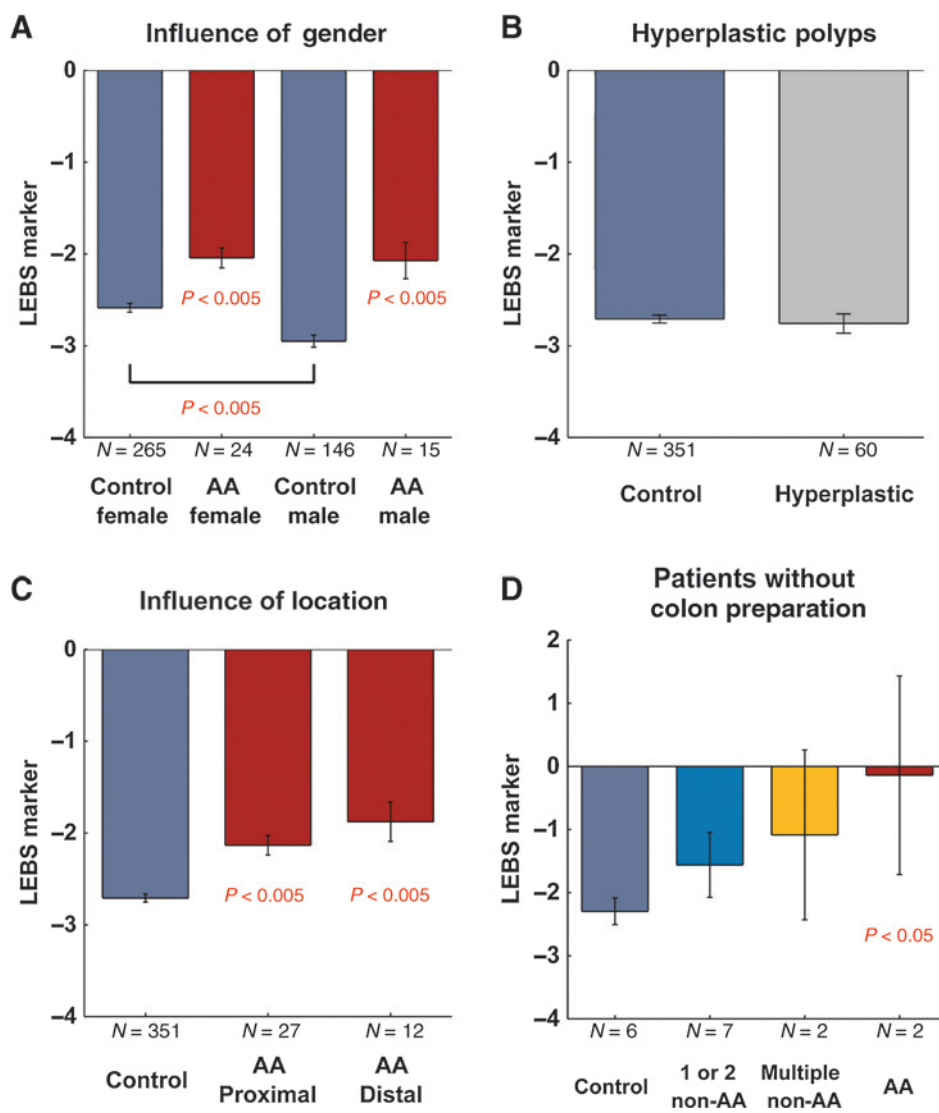 A
Influence of gender
LEBS marker
0
–1
–2
–3
–4
P < 0.005
P < 0.005
P < 0.005
N = 265
N = 24
N = 146
N = 15
Control
female
AA
female
Control
male
AA
male
B
Hyperplastic polyps
LEBS marker
0
–1
–2
–3
–4
N = 351
N = 60
Control
Hyperplastic
C
Influence of location
LEBS marker
0
–1
–2
–3
–4
P < 0.005
P < 0.005
N = 351
N = 27
N = 12
Control
AA
Proximal
AA
Distal
D
Patients without
colon preparation
LEBS marker
2
1
0
–1
–2
–3
–4
P < 0.05
N = 6
N = 7
N = 2
N = 2
Control
1 or 2
non-AA
Multiple
non-AA
AA